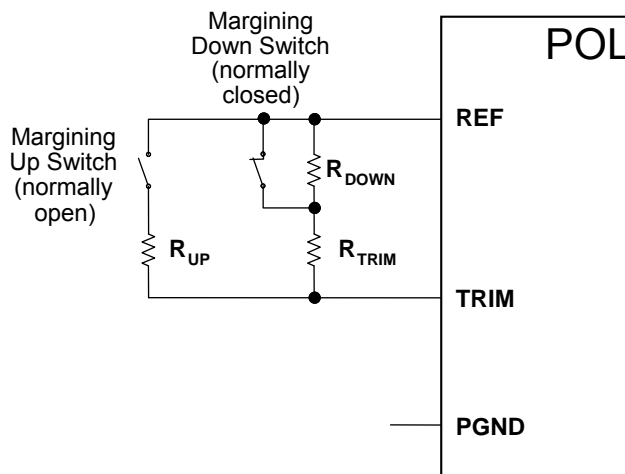 Margining
Down Switch
(normally
closed)
POL
REF
Margining
Up Switch
(normally
open)
RDOWN
RUP
RTRIM
TRIM
PGND